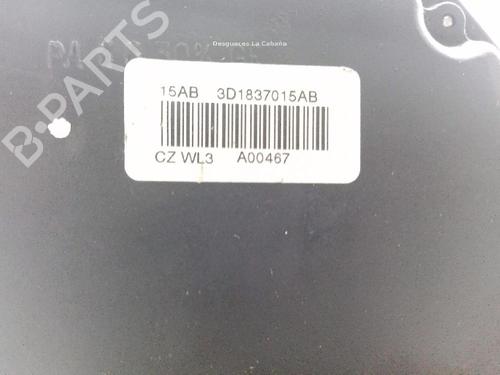 Desguaces La Cabaña
15AB 3D1837015AB
CZ WL3 A00467
B-PARTS